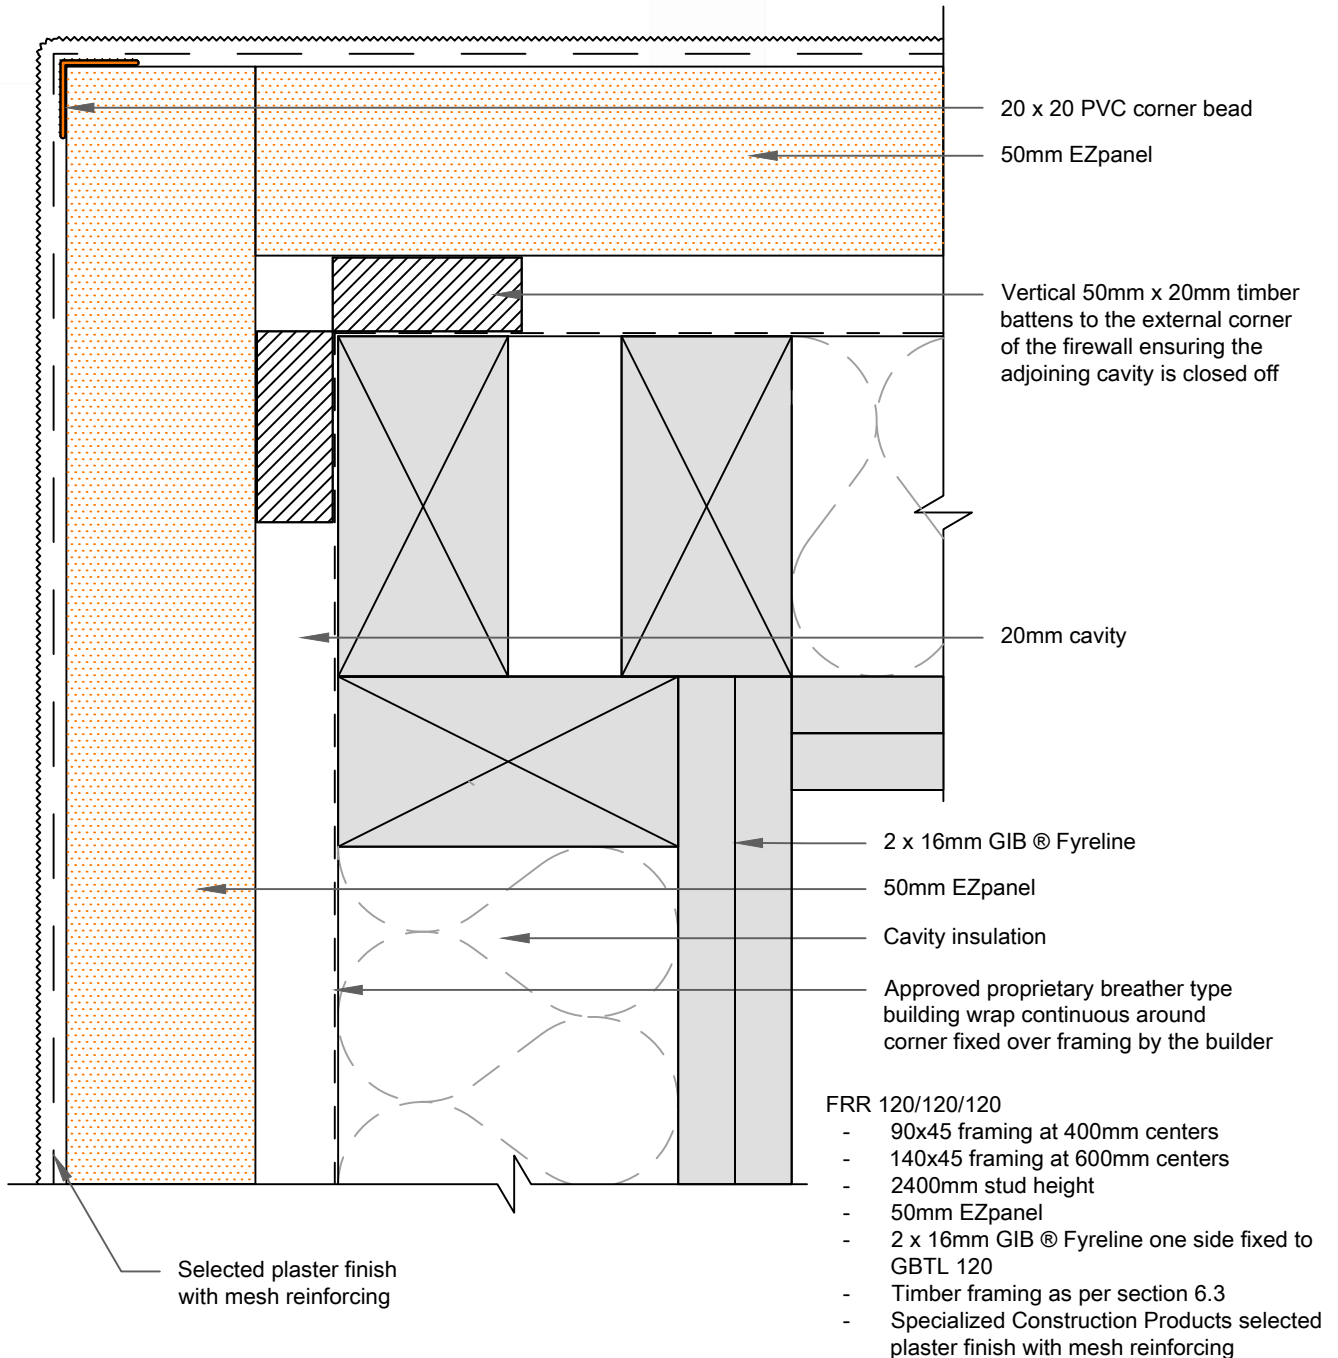 20 x 20 PVC corner bead
50mm EZpanel
Vertical 50mm x 20mm timber
battens to the external corner
of the firewall ensuring the
adjoining cavity is closed off
20mm cavity
2 x 16mm GIB ® Fyreline
50mm EZpanel
Cavity insulation
Approved proprietary breather type
building wrap continuous around
corner fixed over framing by the builder
FRR 120/120/120
- 90x45 framing at 400mm centers
- 140x45 framing at 600mm centers
- 2400mm stud height
- 50mm EZpanel
- 2 x 16mm GIB ® Fyreline one side fixed to
GBTL 120
- Timber framing as per section 6.3
- Specialized Construction Products selected
plaster finish with mesh reinforcing
Selected plaster finish
with mesh reinforcing